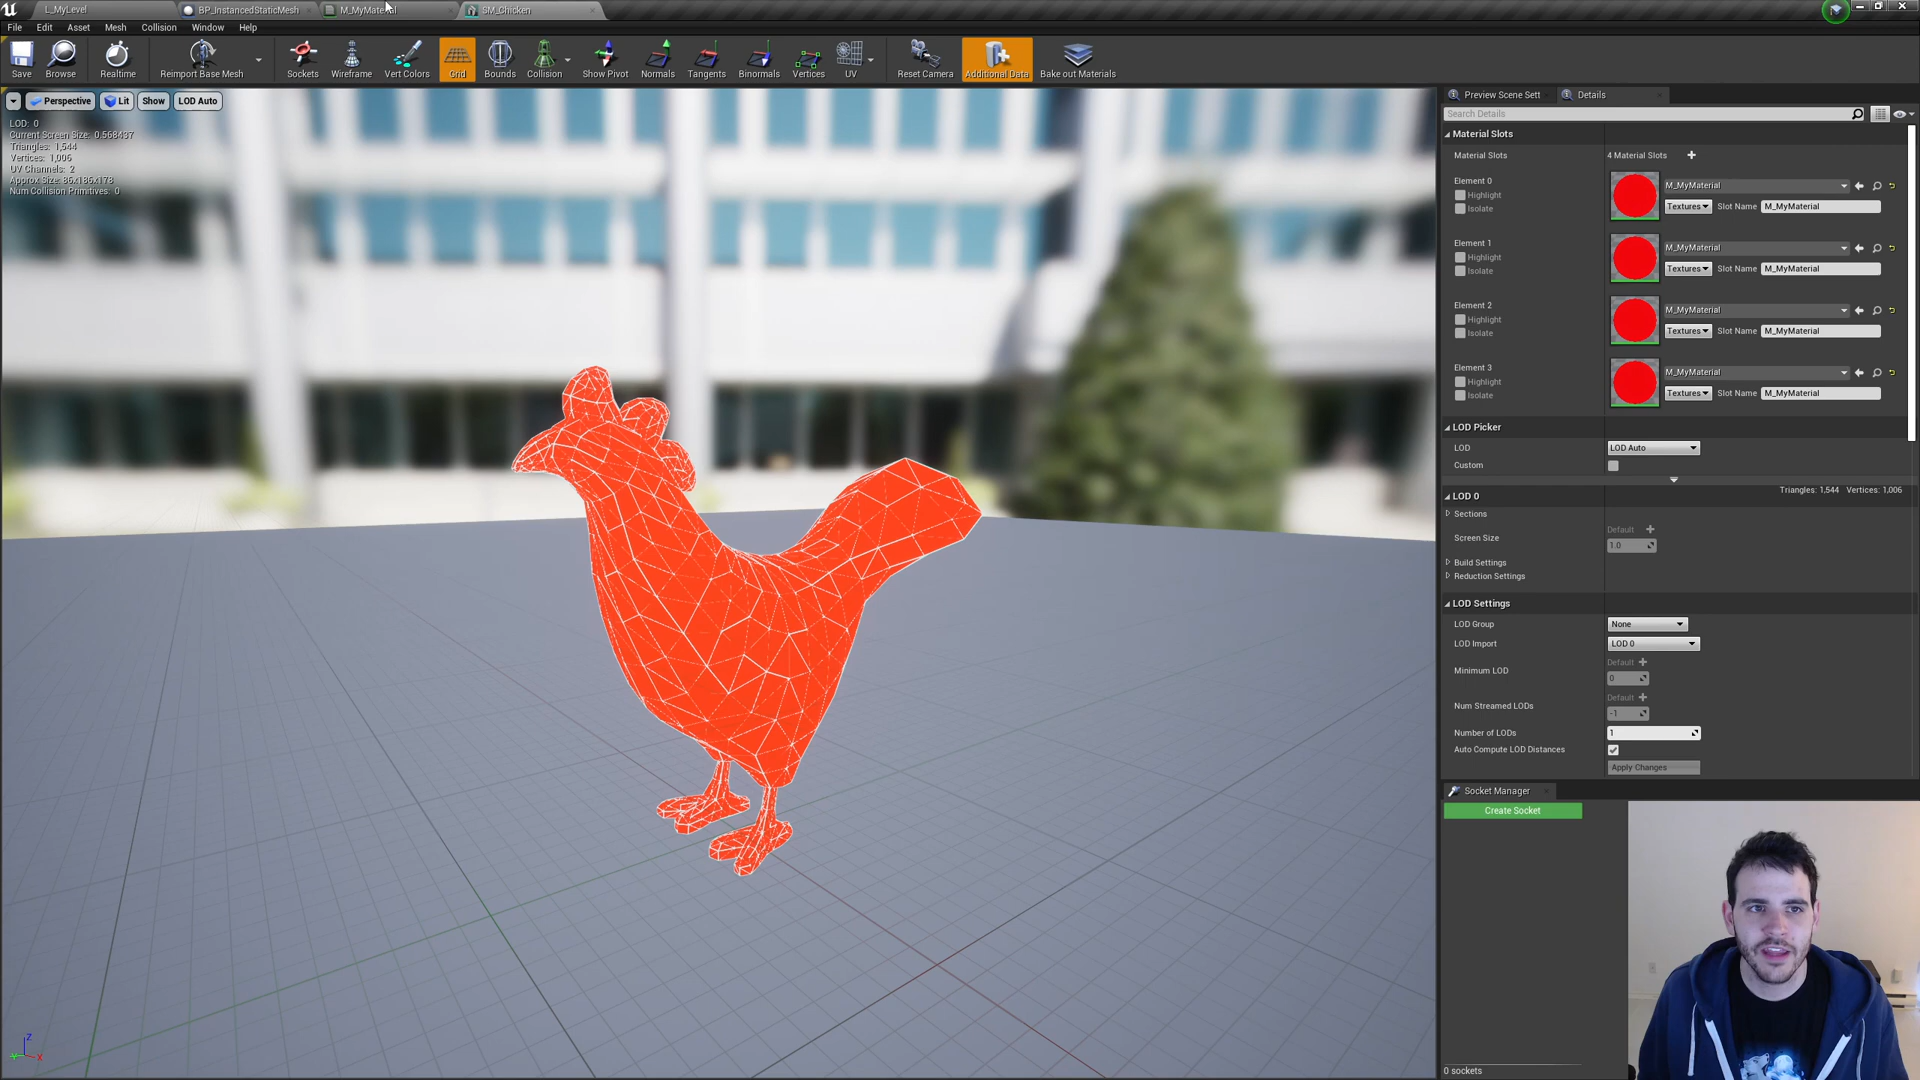 L_MyLevel
BP_InstancedStaticMesh
M_MyMaterial
SM_Chicken
File Edit Asset Mesh Collision Window Help
Save Browse Realtime Reimport Base Mesh Sockets Wireframe Vert Colors Grid Bounds Collision Show Pivot Normals Tangents Binormals Vertices UV Reset Camera Additional Data Bake out Materials
Perspective Lit Show LOD Auto
LOD: 0
Current Screen Size: 0.568437
Triangles: 1,544
Vertices: 1,006
UV Channels: 2
Approx Size: 86x186x178
Num Collision Primitives: 0
Preview Scene Sett Details
Search Details
Material Slots
Material Slots 4 Material Slots
Element 0 M_MyMaterial
Highlight
Isolate Textures Slot Name M_MyMaterial
Element 1 M_MyMaterial
Highlight
Isolate Textures Slot Name M_MyMaterial
Element 2 M_MyMaterial
Highlight
Isolate Textures Slot Name M_MyMaterial
Element 3 M_MyMaterial
Highlight
Isolate Textures Slot Name M_MyMaterial
LOD Picker
LOD LOD Auto
Custom
LOD 0 Triangles: 1,544 Vertices: 1,006
Sections
Default
Screen Size 1.0
Build Settings
Reduction Settings
LOD Settings
LOD Group None
LOD Import LOD 0
Default
Minimum LOD 0
Default
Num Streamed LODs -1
Number of LODs 1
Auto Compute LOD Distances
Apply Changes
Socket Manager
Create Socket
0 sockets
Z
Y
X